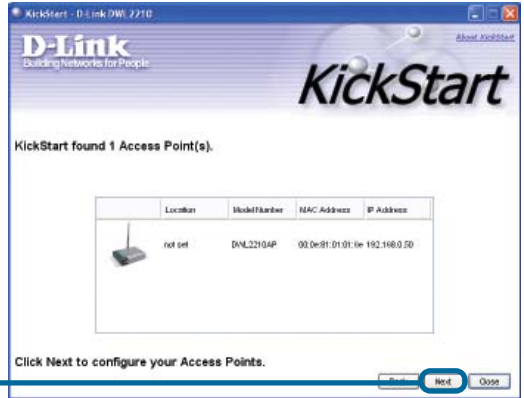 KickStart - D-Link DWL 2210
D-Link
Building Networks for People
About KickStart
KickStart
KickStart found 1 Access Point(s).
Location Model Number MAC Address IP Address
not set DWL2210AP 192.168.0.50
Click Next to configure your Access Points.
Back Next Close